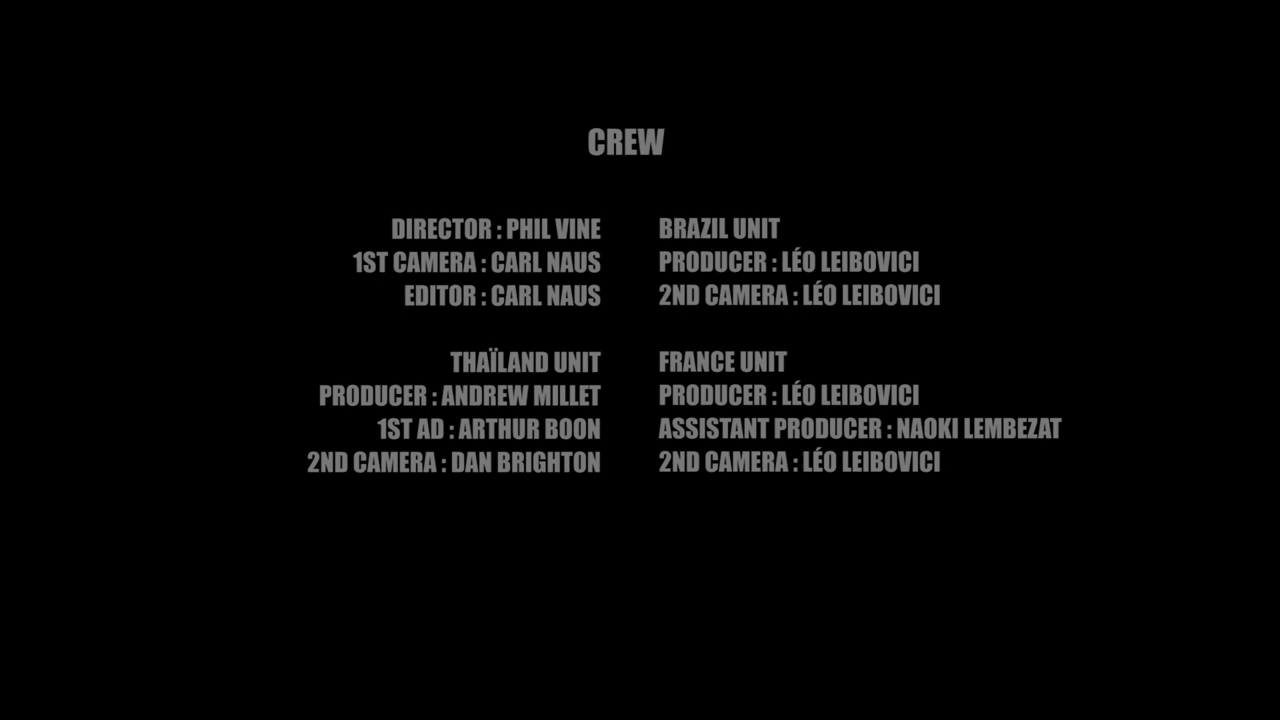 CREW
DIRECTOR : PHIL VINE
1ST CAMERA : CARL NAUS
EDITOR : CARL NAUS
THAÏLAND UNIT
PRODUCER : ANDREW MILLET
1ST AD : ARTHUR BOON
2ND CAMERA : DAN BRIGHTON
BRAZIL UNIT
PRODUCER : LÉO LEIBOVICI
2ND CAMERA : LÉO LEIBOVICI
FRANCE UNIT
PRODUCER : LÉO LEIBOVICI
ASSISTANT PRODUCER : NAOKI LEMBEZAT
2ND CAMERA : LÉO LEIBOVICI